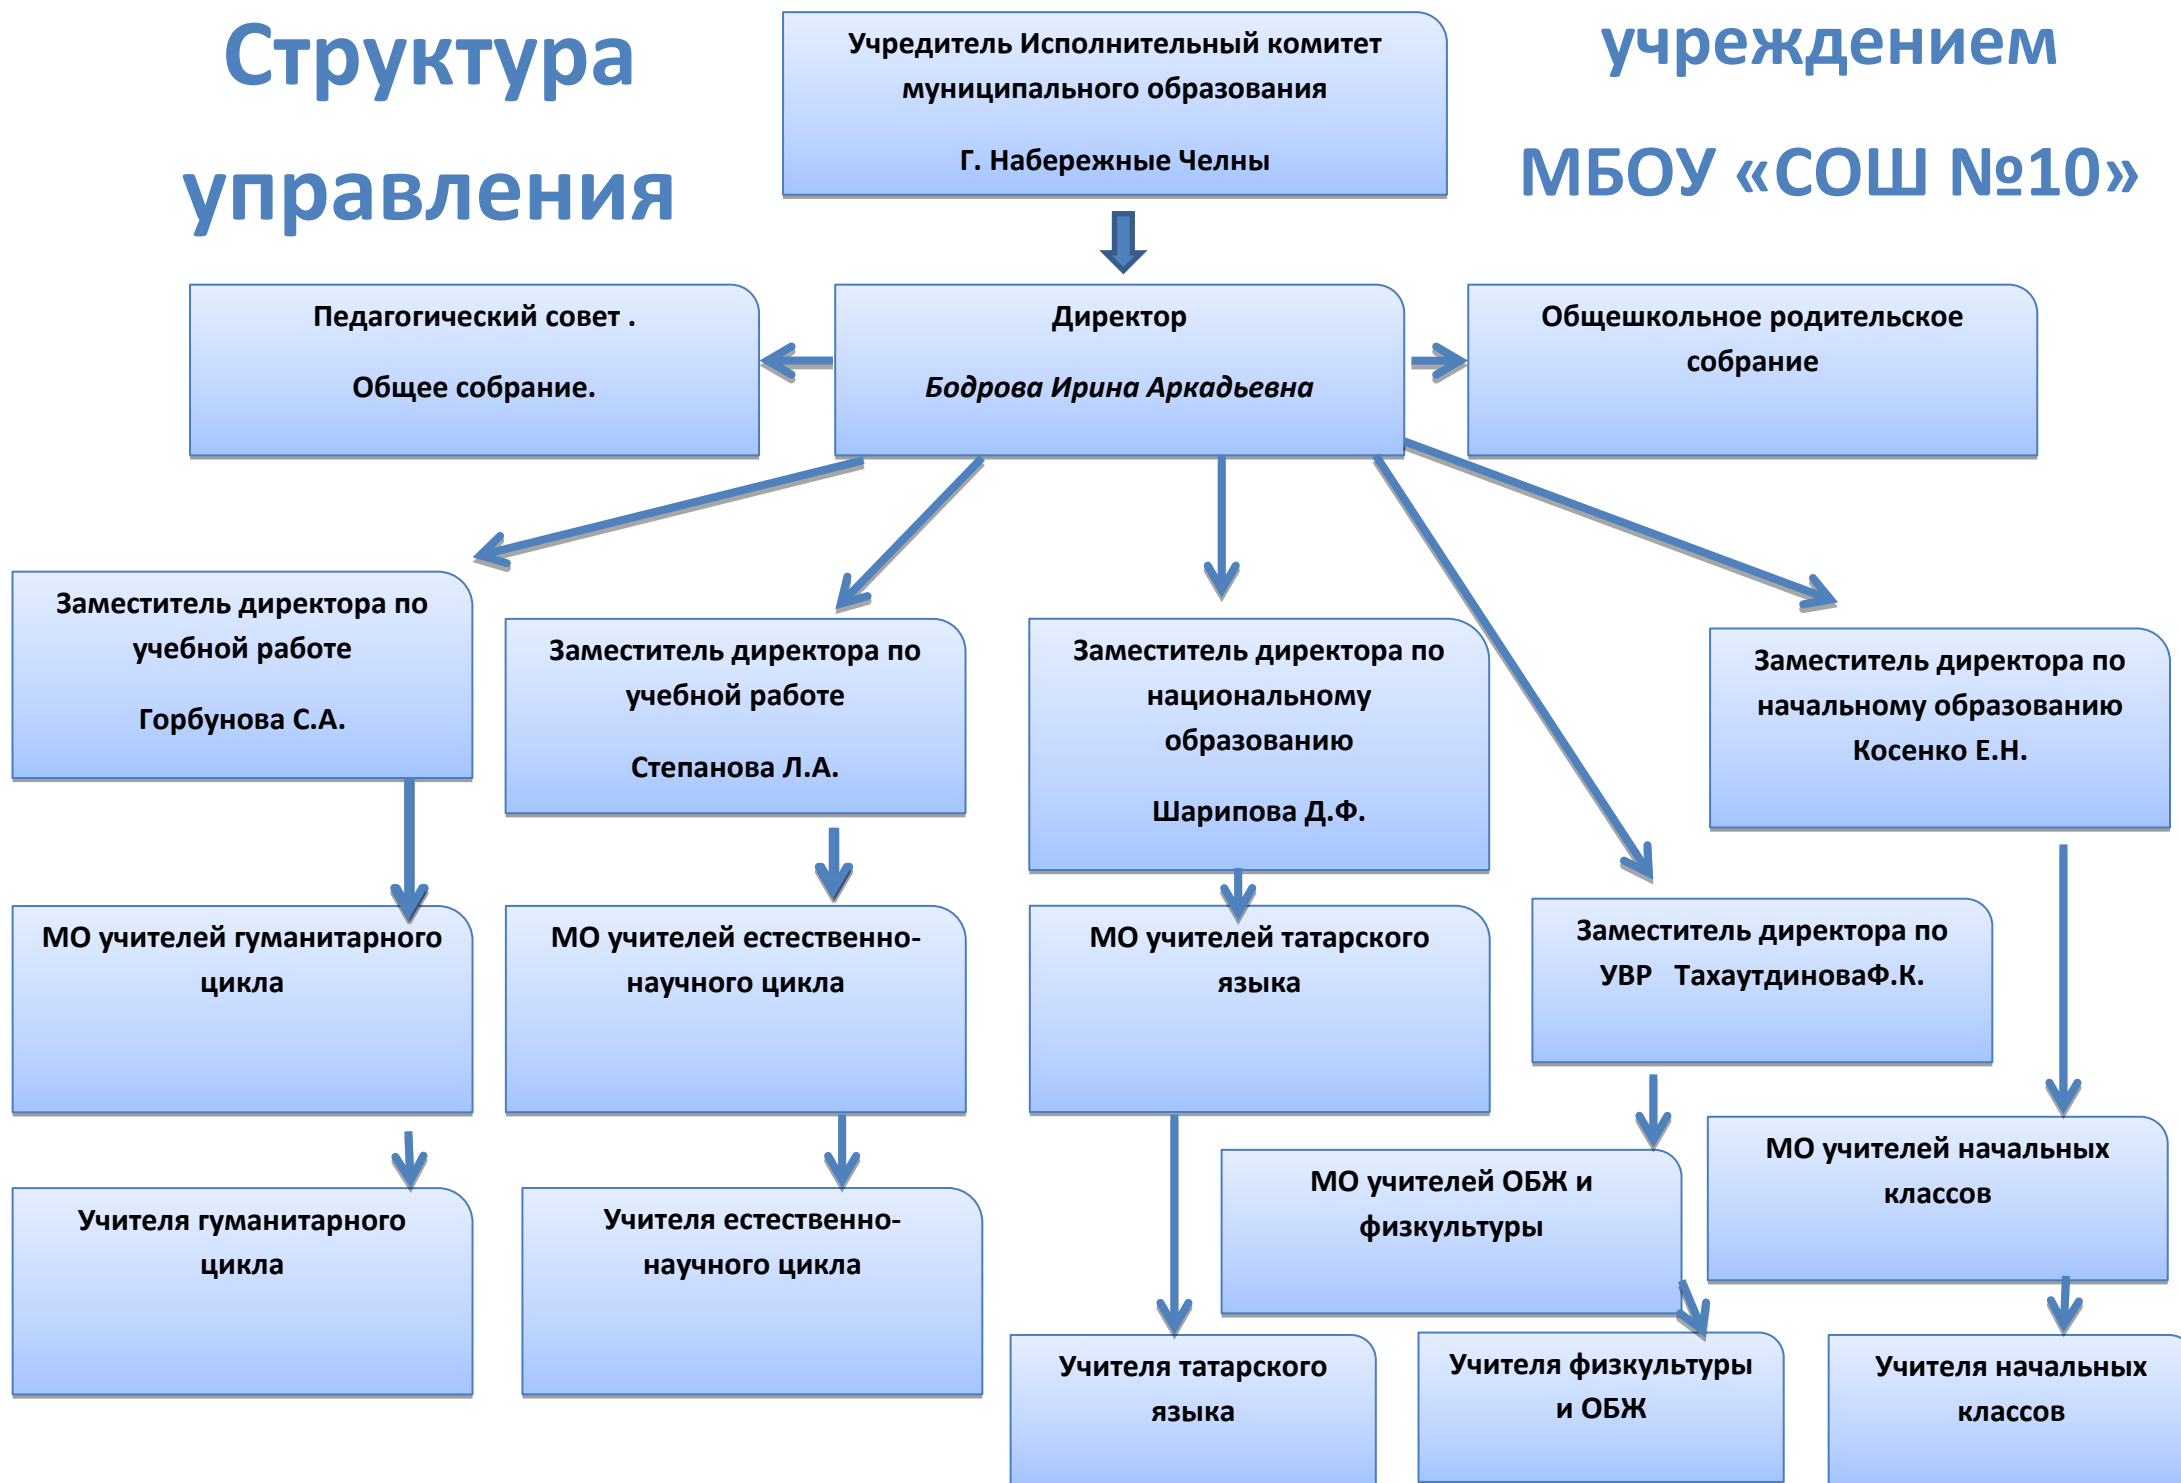 Структура
управления
учреждением
МБОУ «СОШ №10»
Учредитель Исполнительный комитет
муниципального образования
Г. Набережные Челны
Педагогический совет .
Общее собрание.
Директор
Бодрова Ирина Аркадьевна
Общешкольное родительское
собрание
Заместитель директора по
учебной работе
Горбунова С.А.
Заместитель директора по
учебной работе
Степанова Л.А.
Заместитель директора по
национальному
образованию
Шарипова Д.Ф.
Заместитель директора по
начальному образованию
Косенко Е.Н.
МО учителей гуманитарного
цикла
МО учителей естественно-
научного цикла
МО учителей татарского
языка
Заместитель директора по
УВР ТахаутдиноваФ.К.
МО учителей ОБЖ и
физкультуры
МО учителей начальных
классов
Учителя гуманитарного
цикла
Учителя естественно-
научного цикла
Учителя татарского
языка
Учителя физкультуры
и ОБЖ
Учителя начальных
классов